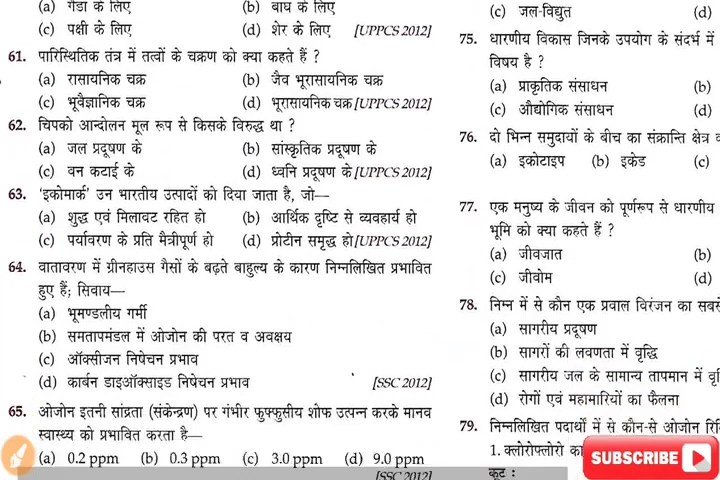 (a) गैंडा के लिए (b) बाघ के लिए
(c) पक्षी के लिए (d) शेर के लिए [UPPCS 2012]
61. पारिस्थितिक तंत्र में तत्वों के चक्रण को क्या कहते हैं ?
(a) रासायनिक चक्र (b) जैव भूरासायनिक चक्र
(c) भूवैज्ञानिक चक्र (d) भूरासायनिक चक्र [UPPCS 2012]
62. चिपको आन्दोलन मूल रूप से किसके विरुद्ध था ?
(a) जल प्रदूषण के (b) सांस्कृतिक प्रदूषण के
(c) वन कटाई के (d) ध्वनि प्रदूषण के [UPPCS 2012]
63. 'इकोमार्क' उन भारतीय उत्पादों को दिया जाता है, जो—
(a) शुद्ध एवं मिलावट रहित हो (b) आर्थिक दृष्टि से व्यवहार्य हो
(c) पर्यावरण के प्रति मैत्रीपूर्ण हो (d) प्रोटीन समृद्ध हो [UPPCS 2012]
64. वातावरण में ग्रीनहाउस गैसों के बढ़ते बाहुल्य के कारण निम्नलिखित प्रभावित
हुए हैं; सिवाय—
(a) भूमण्डलीय गर्मी
(b) समतापमंडल में ओजोन की परत व अवक्षय
(c) ऑक्सीजन निषेचन प्रभाव
(d) कार्बन डाइऑक्साइड निषेचन प्रभाव [SSC 2012]
65. ओजोन इतनी सांद्रता (संकेन्द्रण) पर गंभीर फुफ्फुसीय शोफ उत्पन्न करके मानव
स्वास्थ्य को प्रभावित करता है—
(a) 0.2 ppm (b) 0.3 ppm (c) 3.0 ppm (d) 9.0 ppm
[SSC 2012]
(c) जल-विद्युत (d)
75. धारणीय विकास जिनके उपयोग के संदर्भ में
विषय है ?
(a) प्राकृतिक संसाधन (b)
(c) औद्योगिक संसाधन (d)
76. दो भिन्न समुदायों के बीच का संक्रान्ति क्षेत्र
(a) इकोटाइप (b) इकेड (c)
77. एक मनुष्य के जीवन को पूर्णरूप से धारणीय
भूमि को क्या कहते हैं ?
(a) जीवजात (b)
(c) जीवोम (d)
78. निम्न में से कौन एक प्रवाल विरंजन का सबसे
(a) सागरीय प्रदूषण
(b) सागरों की लवणता में वृद्धि
(c) सागरीय जल के सामान्य तापमान में
(d) रोगों एवं महामारियों का फैलना
79. निम्नलिखित पदार्थों में से कौन-से ओजोन
1. क्लोरोफ्लोरो
कूट :
SUBSCRIBE